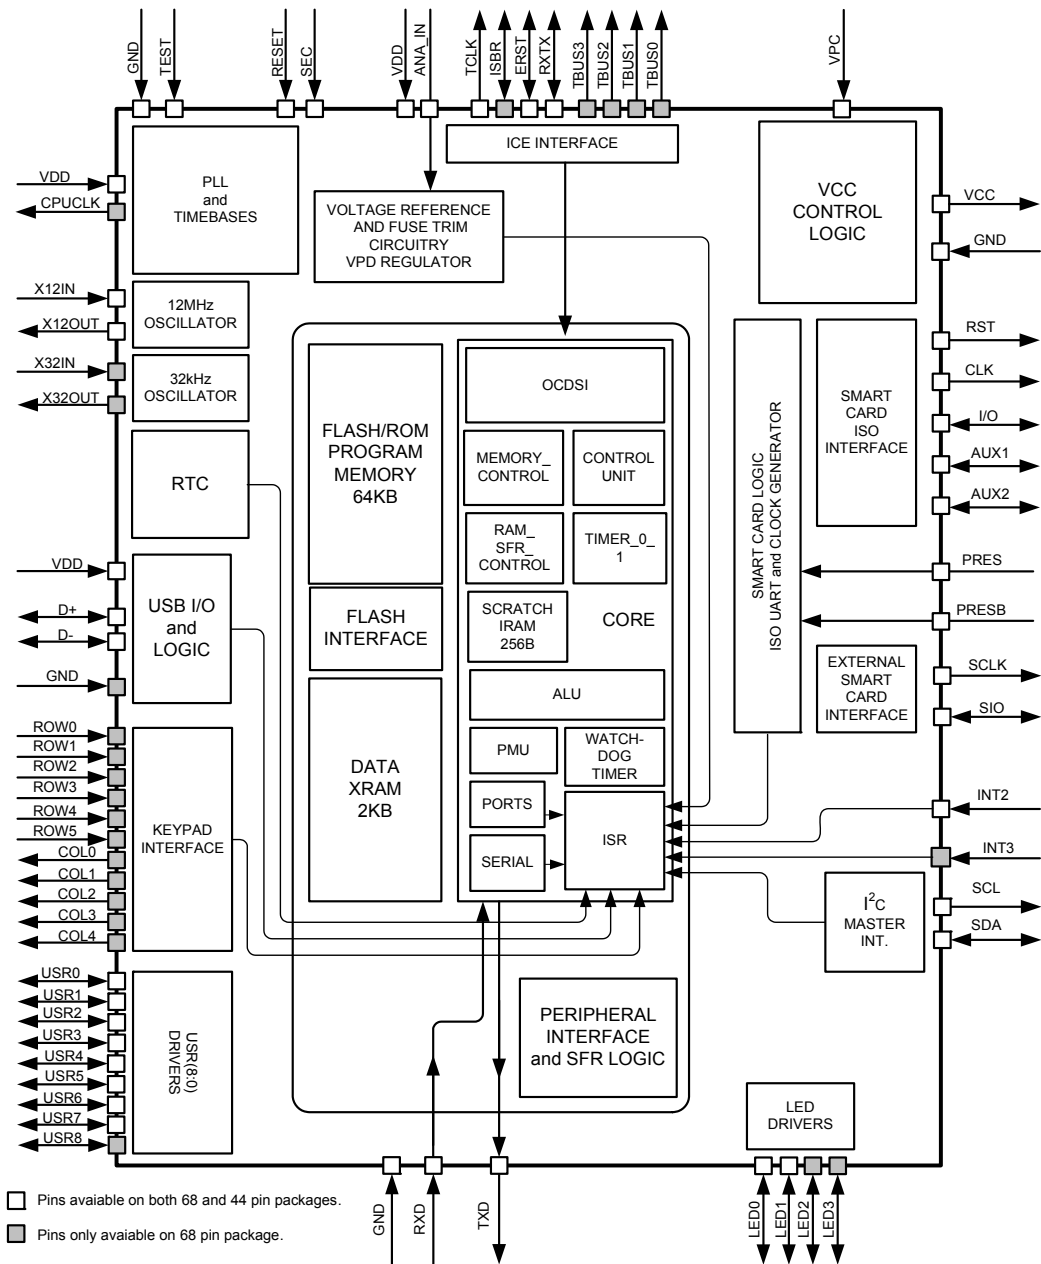 GND
TEST
RESET
SEC
VDD
ANA_IN
TCLK
ISBR
ERST
RXTX
TBUS3
TBUS2
TBUS1
TBUS0
VPC
ICE INTERFACE
PLL
and
TIMEBASES
VOLTAGE REFERENCE
AND FUSE TRIM
CIRCUITRY
VPD REGULATOR
VCC
CONTROL
LOGIC
VDD
CPUCLK
X12IN
X12OUT
X32IN
X32OUT
12MHz
OSCILLATOR
32kHz
OSCILLATOR
RTC
VDD
D+
D-
GND
USB I/O
and
LOGIC
ROW0
ROW1
ROW2
ROW3
ROW4
ROW5
COL0
COL1
COL2
COL3
COL4
KEYPAD
INTERFACE
USR0
USR1
USR2
USR3
USR4
USR5
USR6
USR7
USR8
USR(8:0)
DRIVERS
FLASH/ROM
PROGRAM
MEMORY
64KB
FLASH
INTERFACE
DATA
XRAM
2KB
OCDSI
MEMORY_
CONTROL
CONTROL
UNIT
RAM_
SFR_
CONTROL
TIMER_0_
1
SCRATCH
IRAM
256B
CORE
ALU
PMU
WATCH-
DOG
TIMER
PORTS
SERIAL
ISR
PERIPHERAL
INTERFACE
and SFR LOGIC
SMART CARD LOGIC
ISO UART and CLOCK GENERATOR
SMART
CARD
ISO
INTERFACE
EXTERNAL
SMART
CARD
INTERFACE
I2C
MASTER
INT.
LED
DRIVERS
VCC
GND
RST
CLK
I/O
AUX1
AUX2
PRES
PRESB
SCLK
SIO
INT2
INT3
SCL
SDA
GND
RXD
TXD
LED0
LED1
LED2
LED3
Pins avaiable on both 68 and 44 pin packages.
Pins only avaiable on 68 pin package.